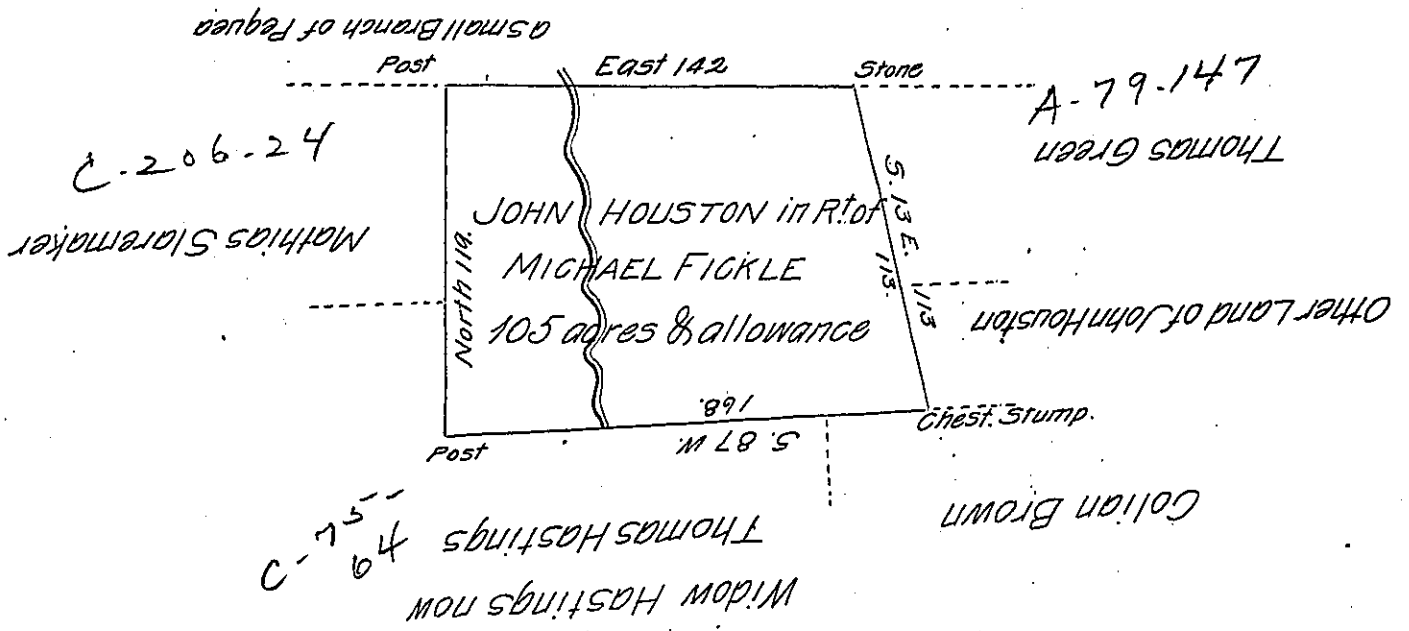 a Small Branch of Pequea
Post
East 142
Stone
A-79-147
Thomas Green
C-206-24
Mathias Slaremaker
North 119.
JOHN HOUSTON in Rt. of
MICHAEL FICKLE
105 acres & allowance
S. 13 E. 113.
113
Other Land of John Houston
168.
S. 87 W.
Chest. Stump.
Post
Colian Brown
C-75-64
Thomas Hastings
Widow Hastings now